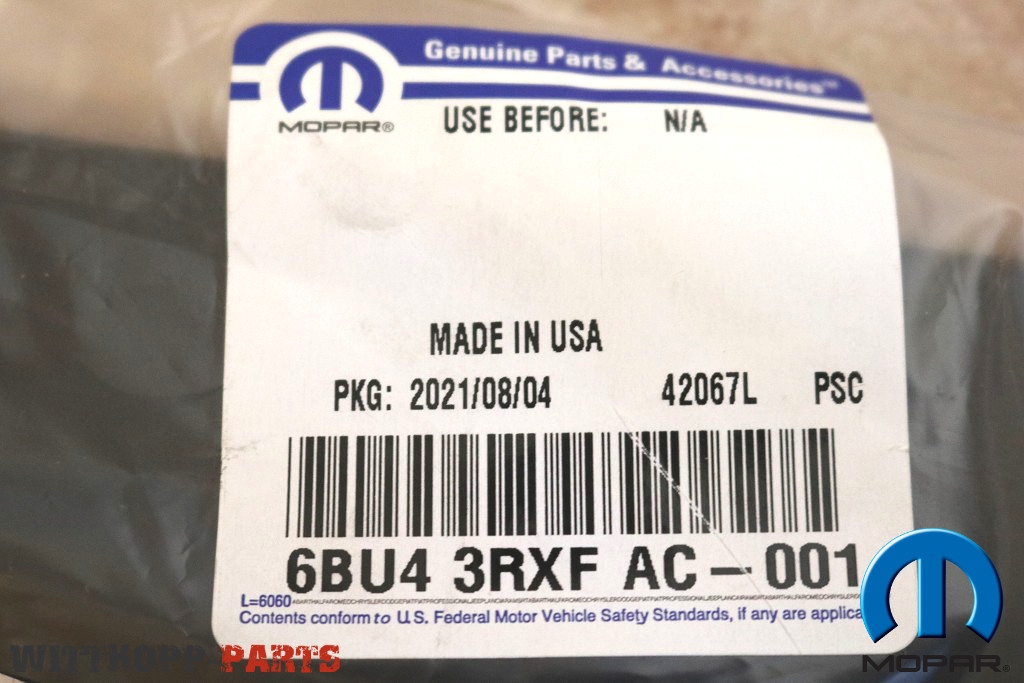 Genuine Parts & Accessories™
MOPAR®
USE BEFORE: N/A
MADE IN USA
PKG: 2021/08/04 42067L PSC
6BU4 3RXF AC–001
L=6060
Contents conform to U.S. Federal Motor Vehicle Safety Standards, if any are applica
PARTS
MOPAR®